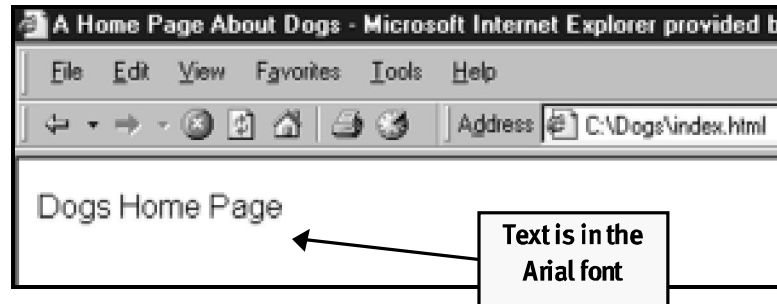 A Home Page About Dogs - Microsoft Internet Explorer provided b
File Edit View Favorites Tools Help
Address C:\Dogs\index.html
Dogs Home Page
Text is in the
Arial font